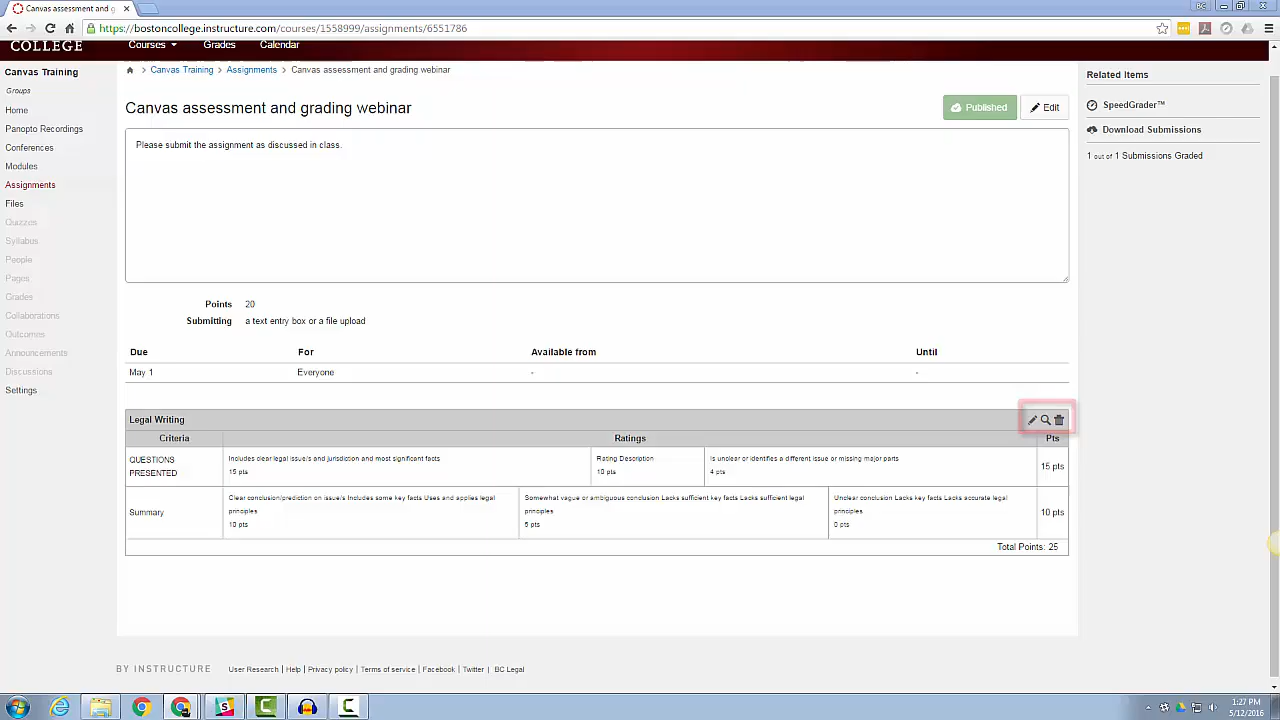 Canvas assessment and g
BC
https://bostoncollege.instructure.com/courses/1558999/assignments/6551786
COLLEGE
Courses
Grades
Calendar
Canvas Training
Groups
Home
Panopto Recordings
Conferences
Modules
Assignments
Files
Quizzes
Syllabus
People
Pages
Grades
Collaborations
Outcomes
Announcements
Discussions
Settings
Canvas Training
Assignments
Canvas assessment and grading webinar
Canvas assessment and grading webinar
Published
Edit
Please submit the assignment as discussed in class.
Points 20
Submitting a text entry box or a file upload
Due For Available from Until
May 1 Everyone - -
Legal Writing
Criteria Ratings Pts
QUESTIONS
PRESENTED
Includes clear legal issue/s and jurisdiction and most significant facts
15 pts
Rating Description
10 pts
Is unclear or identifies a different issue or missing major parts
4 pts
15 pts
Summary
Clear conclusion/prediction on issue/s Includes some key facts Uses and applies legal
principles
10 pts
Somewhat vague or ambiguous conclusion Lacks sufficient key facts Lacks sufficient legal
principles
5 pts
Unclear conclusion Lacks key facts Lacks accurate legal
principles
0 pts
10 pts
Total Points: 25
Related Items
SpeedGrader™
Download Submissions
1 out of 1 Submissions Graded
BY INSTRUCTURE
User Research | Help | Privacy policy | Terms of service | Facebook | Twitter | BC Legal
1:27 PM
5/12/2016